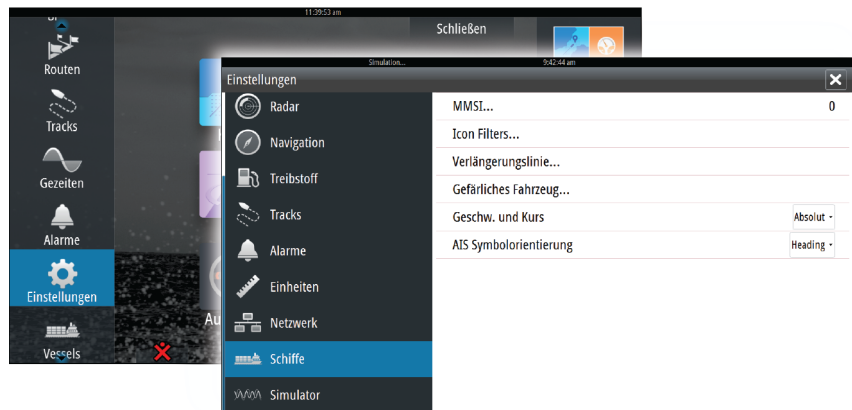 11:39:53 am
Schließen
Routen
Tracks
Gezeiten
Alarme
Einstellungen
Vessels
Au
Simulation...
9:42:44 am
Einstellungen
Radar
Navigation
Treibstoff
Tracks
Alarme
Einheiten
Netzwerk
Schiffe
Simulator
MMSI... 0
Icon Filters...
Verlängerungslinie...
Gefärliches Fahrzeug...
Geschw. und Kurs Absolut
AIS Symbolorientierung Heading